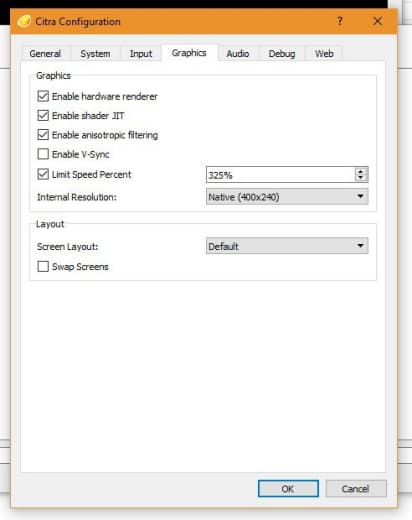 Citra Configuration
General System Input Graphics Audio Debug Web
Graphics
Enable hardware renderer
Enable shader JIT
Enable anisotropic filtering
Enable V-Sync
Limit Speed Percent 325%
Internal Resolution: Native (400x240)
Layout
Screen Layout: Default
Swap Screens
OK Cancel